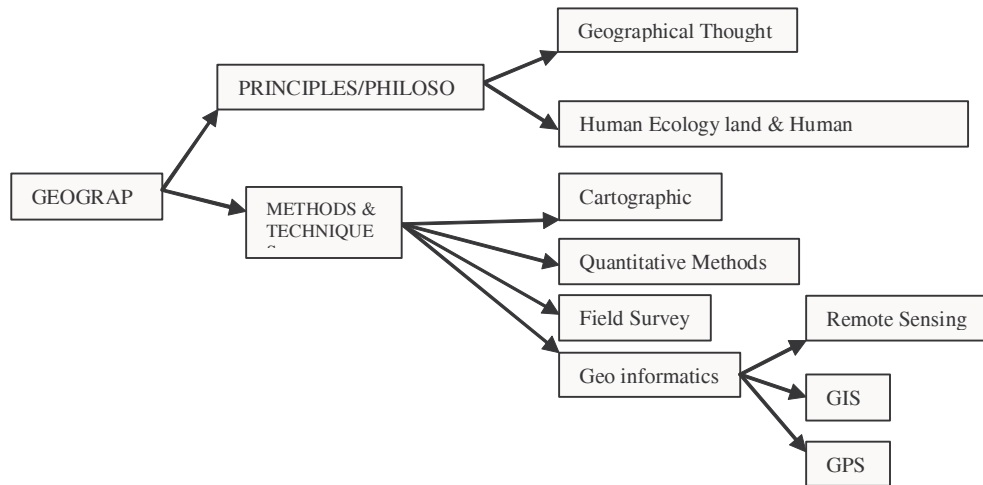 Geographical Thought
PRINCIPLES/PHILOSO
Human Ecology land & Human
GEOGRAP
METHODS &
TECHNIQUE
Cartographic
Quantitative Methods
Field Survey
Remote Sensing
Geo informatics
GIS
GPS